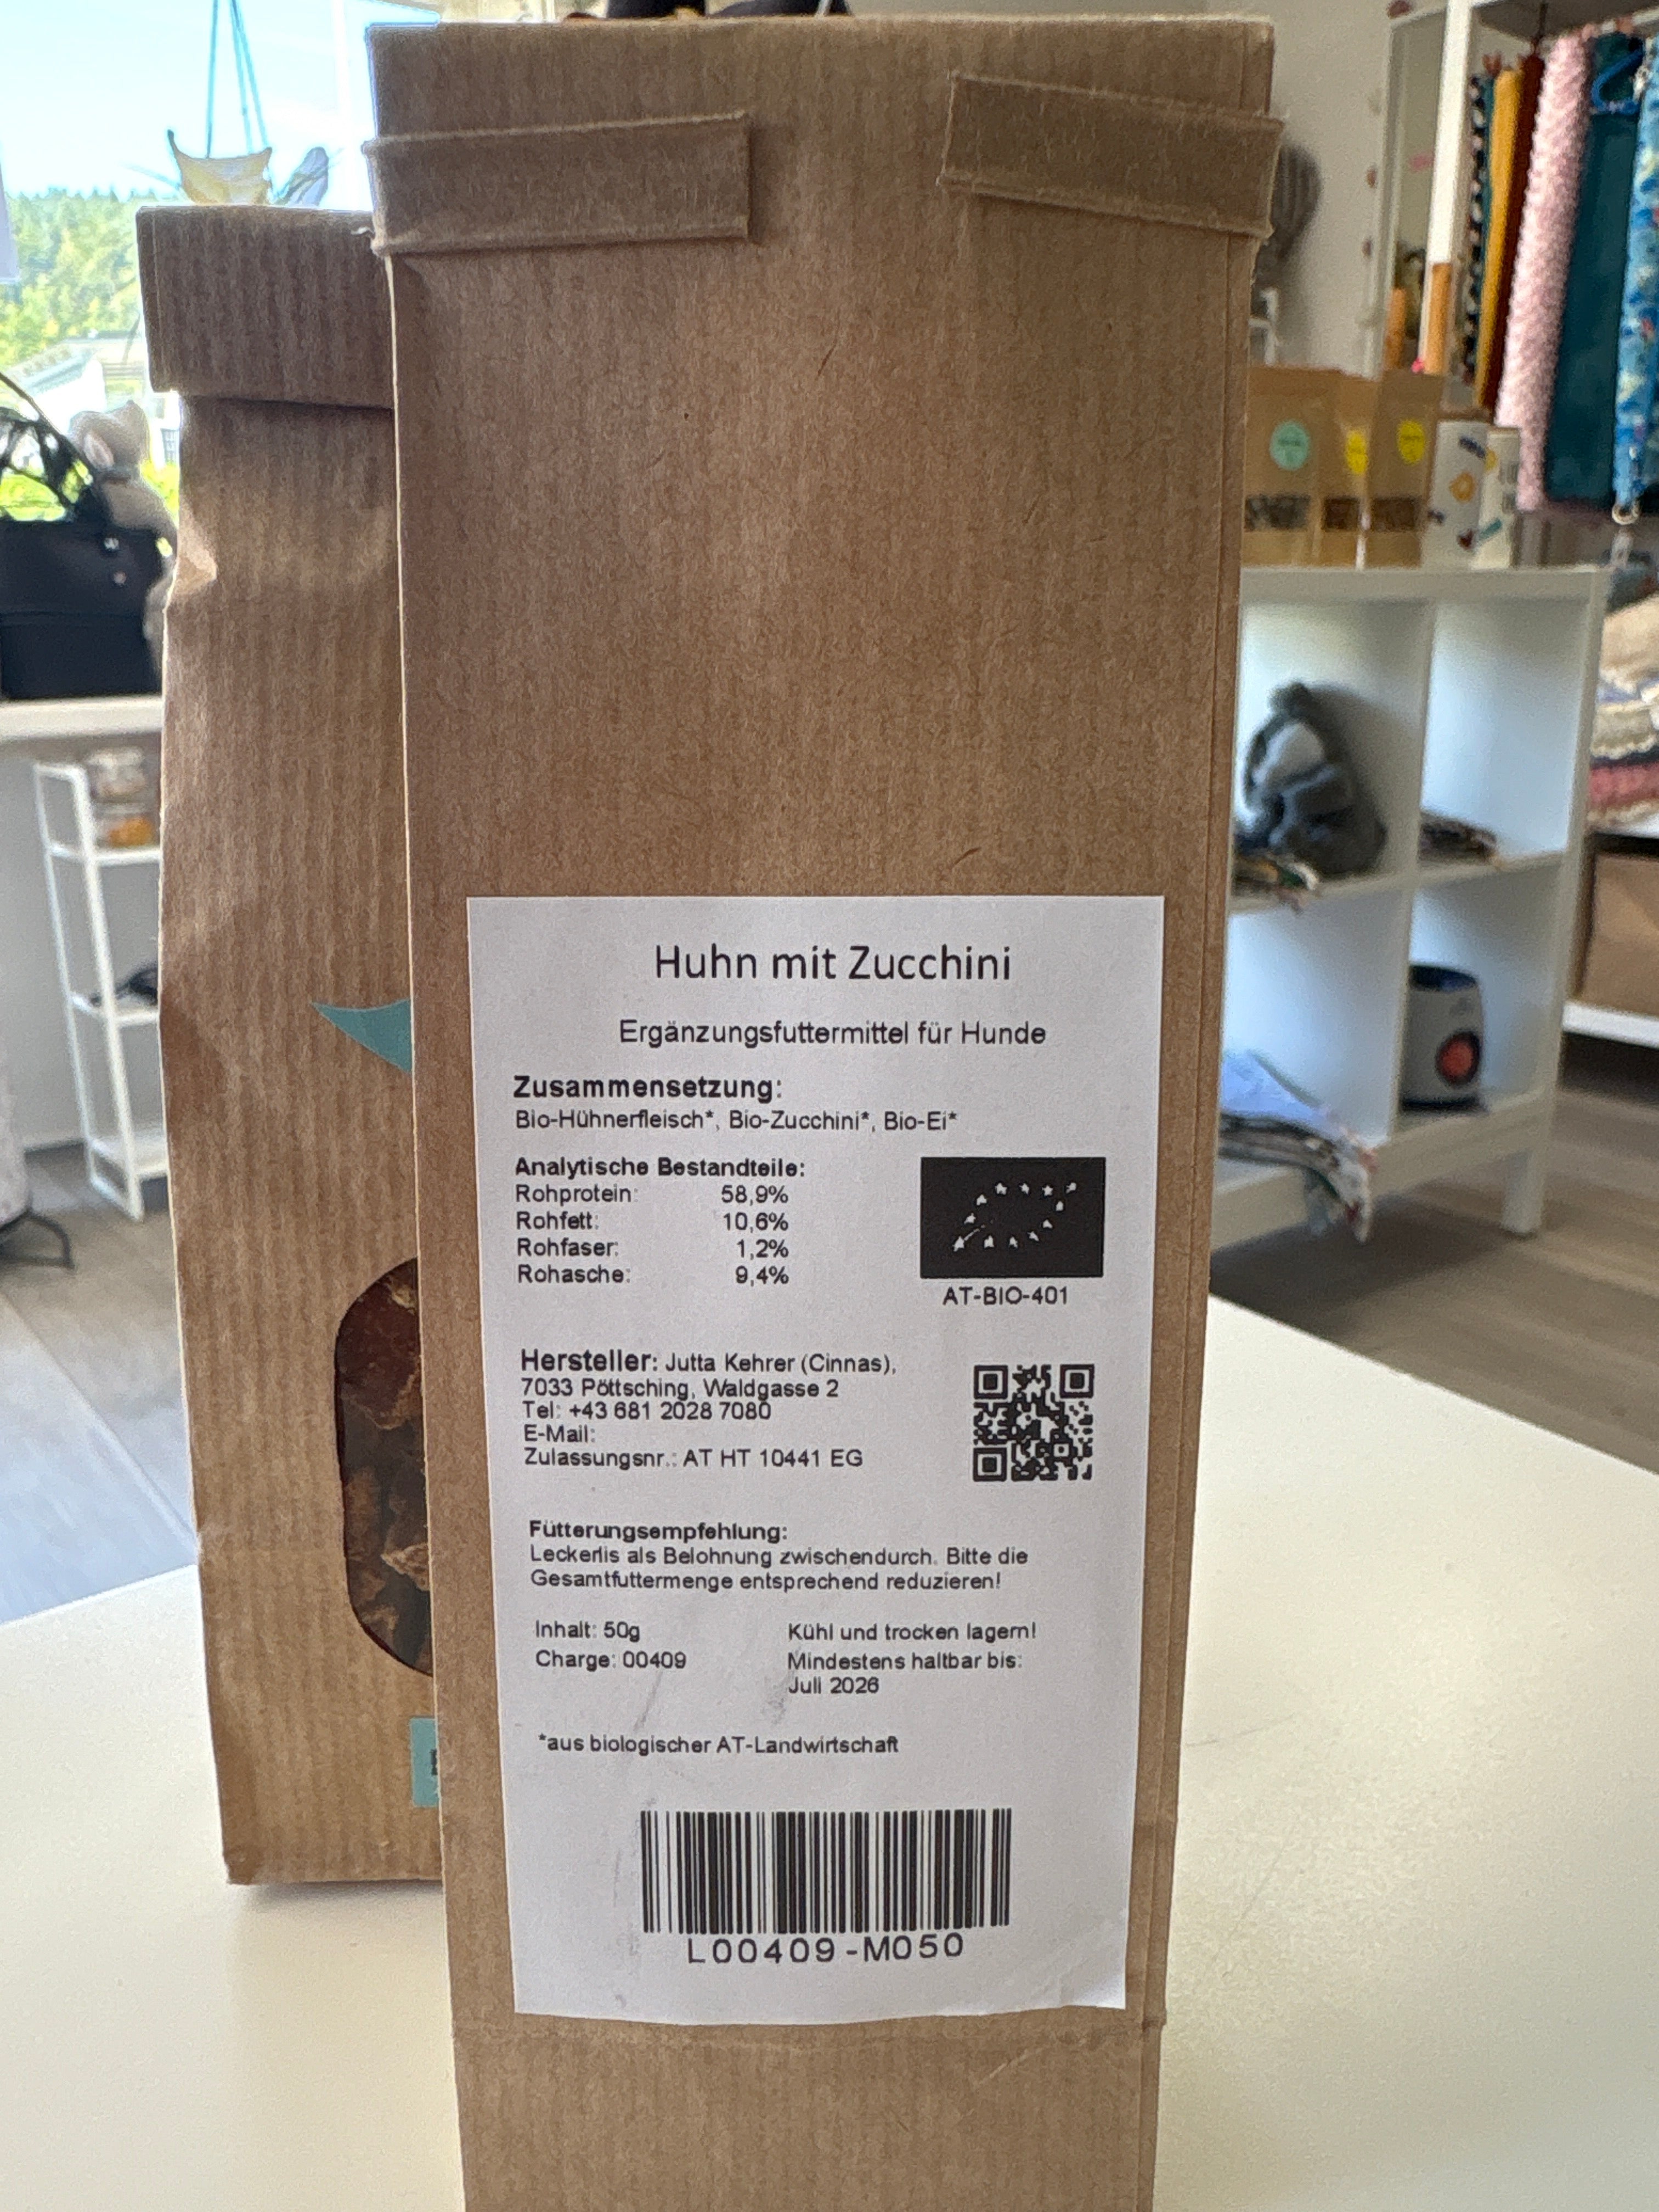 Huhn mit Zucchini
Ergänzungsfuttermittel für Hunde
Zusammensetzung:
Bio-Hühnerfleisch*, Bio-Zucchini*, Bio-Ei*
Analytische Bestandteile:
Rohprotein: 58,9%
Rohfett: 10,6%
Rohfaser: 1,2%
Rohasche: 9,4%
AT-BIO-401
Hersteller: Jutta Kehrer (Cinnas),
7033 Pöttsching, Waldgasse 2
Tel: +43 681 2028 7080
E-Mail:
Zulassungsnr.: AT HT 10441 EG
Fütterungsempfehlung:
Leckerlis als Belohnung zwischendurch. Bitte die
Gesamtfuttermenge entsprechend reduzieren!
Inhalt: 50g
Charge: 00409
Kühl und trocken lagern!
Mindestens haltbar bis:
Juli 2026
*aus biologischer AT-Landwirtschaft
L00409-M050